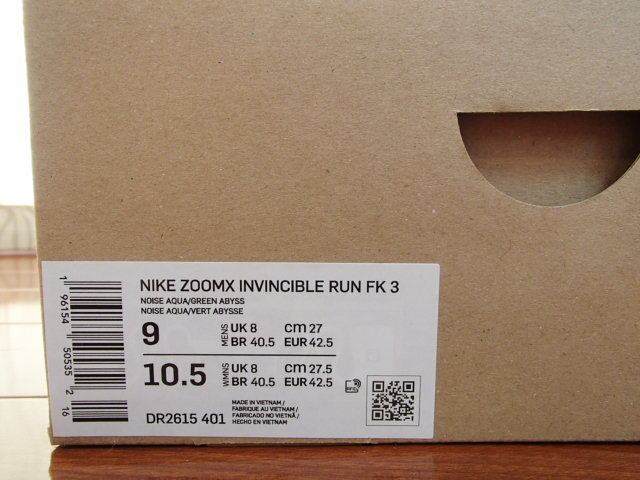 NIKE ZOOMX INVINCIBLE RUN FK 3
NOISE AQUA/GREEN ABYSS
NOISE AQUA/VERT ABYSSE
9 MENS UK 8 CM 27
BR 40.5 EUR 42.5
10.5 WMNS UK 8 CM 27.5
BR 40.5 EUR 42.5
MADE IN VIETNAM /
FABRIQUE AU VIETNAM /
FABRICADO NO VIETNÃ /
HECHO EN VIETNAM
DR2615 401
RFID
1 96154 50535 2 16